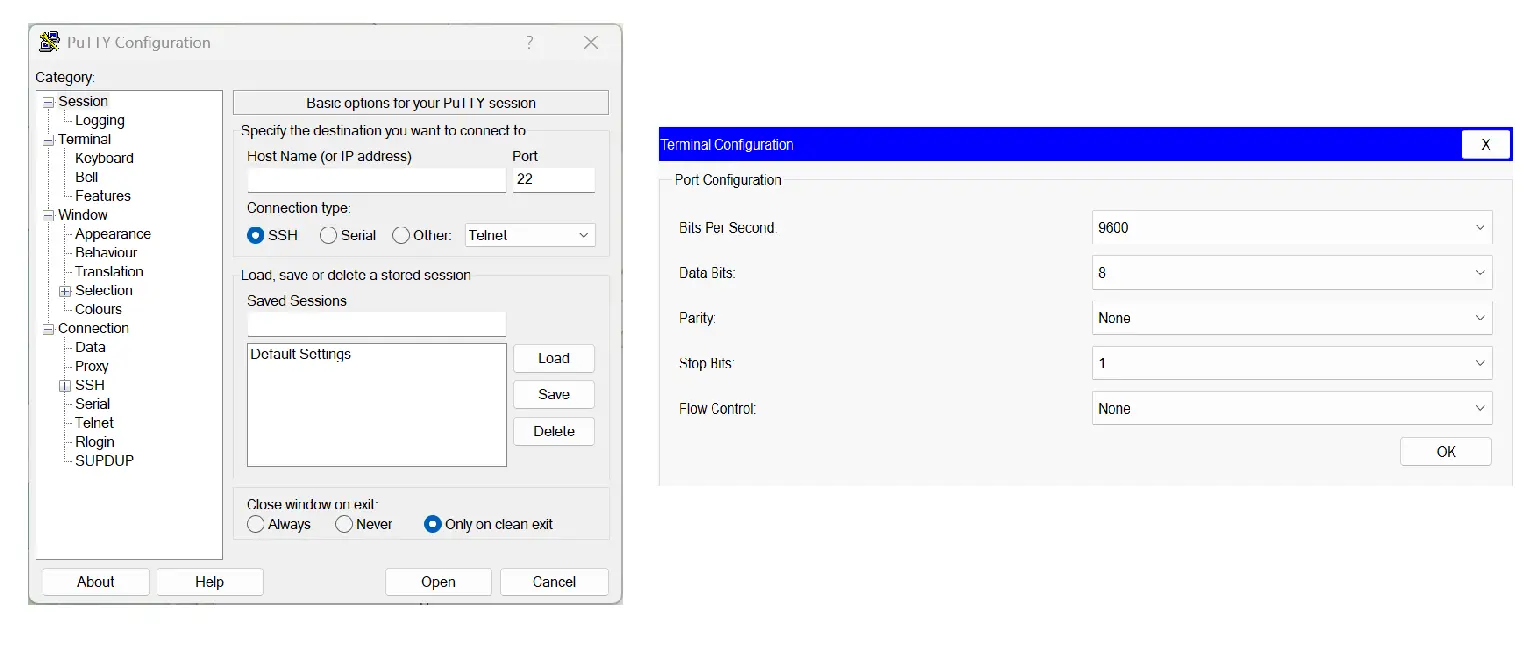 PuTTY Configuration
?
Category:
Session
Logging
Terminal
Keyboard
Bell
Features
Window
Appearance
Behaviour
Translation
Selection
Colours
Connection
Data
Proxy
SSH
Serial
Telnet
Rlogin
SUPDUP
Basic options for your PuTTY session
Specify the destination you want to connect to
Host Name (or IP address) Port
22
Connection type:
SSH Serial Other: Telnet
Load, save or delete a stored session
Saved Sessions
Default Settings
Load
Save
Delete
Close window on exit:
Always Never Only on clean exit
About Help Open Cancel
Terminal Configuration X
Port Configuration
Bits Per Second: 9600
Data Bits: 8
Parity: None
Stop Bits: 1
Flow Control: None
OK